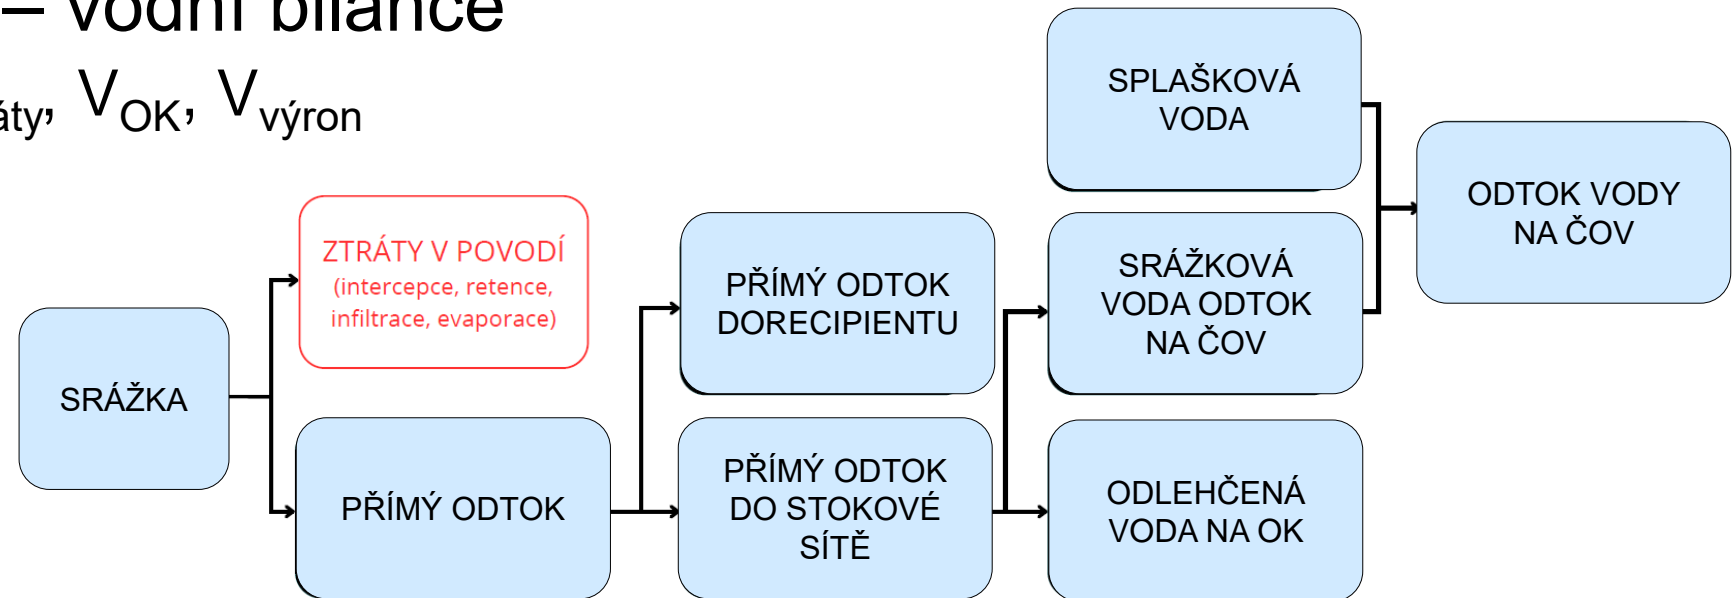 – vodní bilance
áty, VOK, Vvýron
SPLAŠKOVÁ
VODA
ODTOK VODY
NA ČOV
ZTRÁTY V POVODÍ
(intercepce, retence,
infiltrace, evaporace)
PŘÍMÝ ODTOK
DORECIPIENTU
SRÁŽKOVÁ
VODA ODTOK
NA ČOV
SRÁŽKA
PŘÍMÝ ODTOK
PŘÍMÝ ODTOK
DO STOKOVÉ
SÍTĚ
ODLEHČENÁ
VODA NA OK